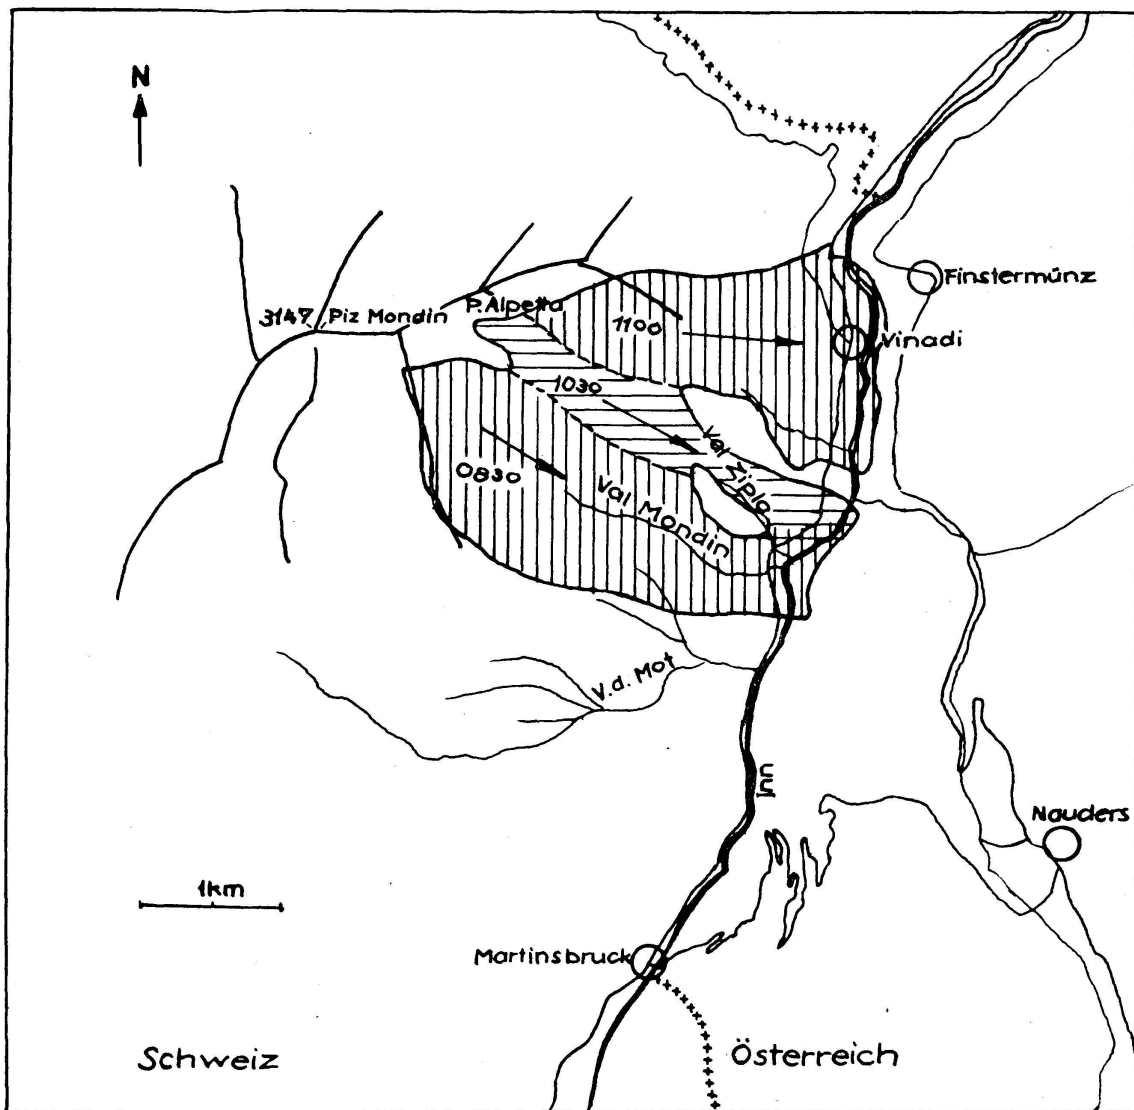 N
Finstermünz
P. Alpetta
3147 Piz Mondin
1100
Vinadi
1030
Val Zipla
0830
Val Mondin
V. d. Mot
Inn
Nauders
1km
Martinsbruck
Schweiz
Österreich